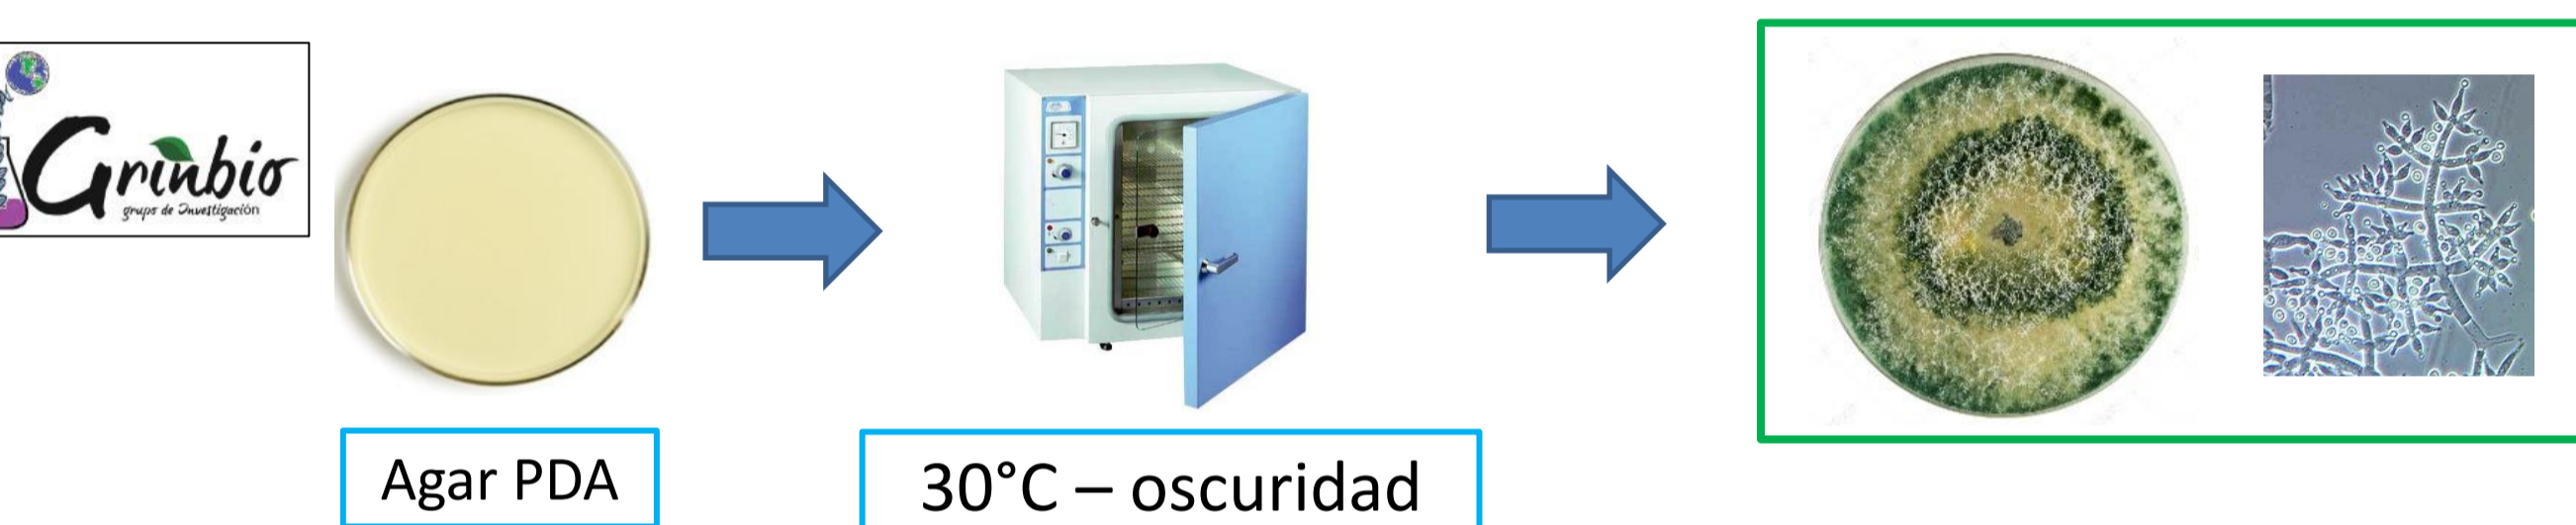 Grinbio
grupo de Investigación
Agar PDA
30°C – oscuridad